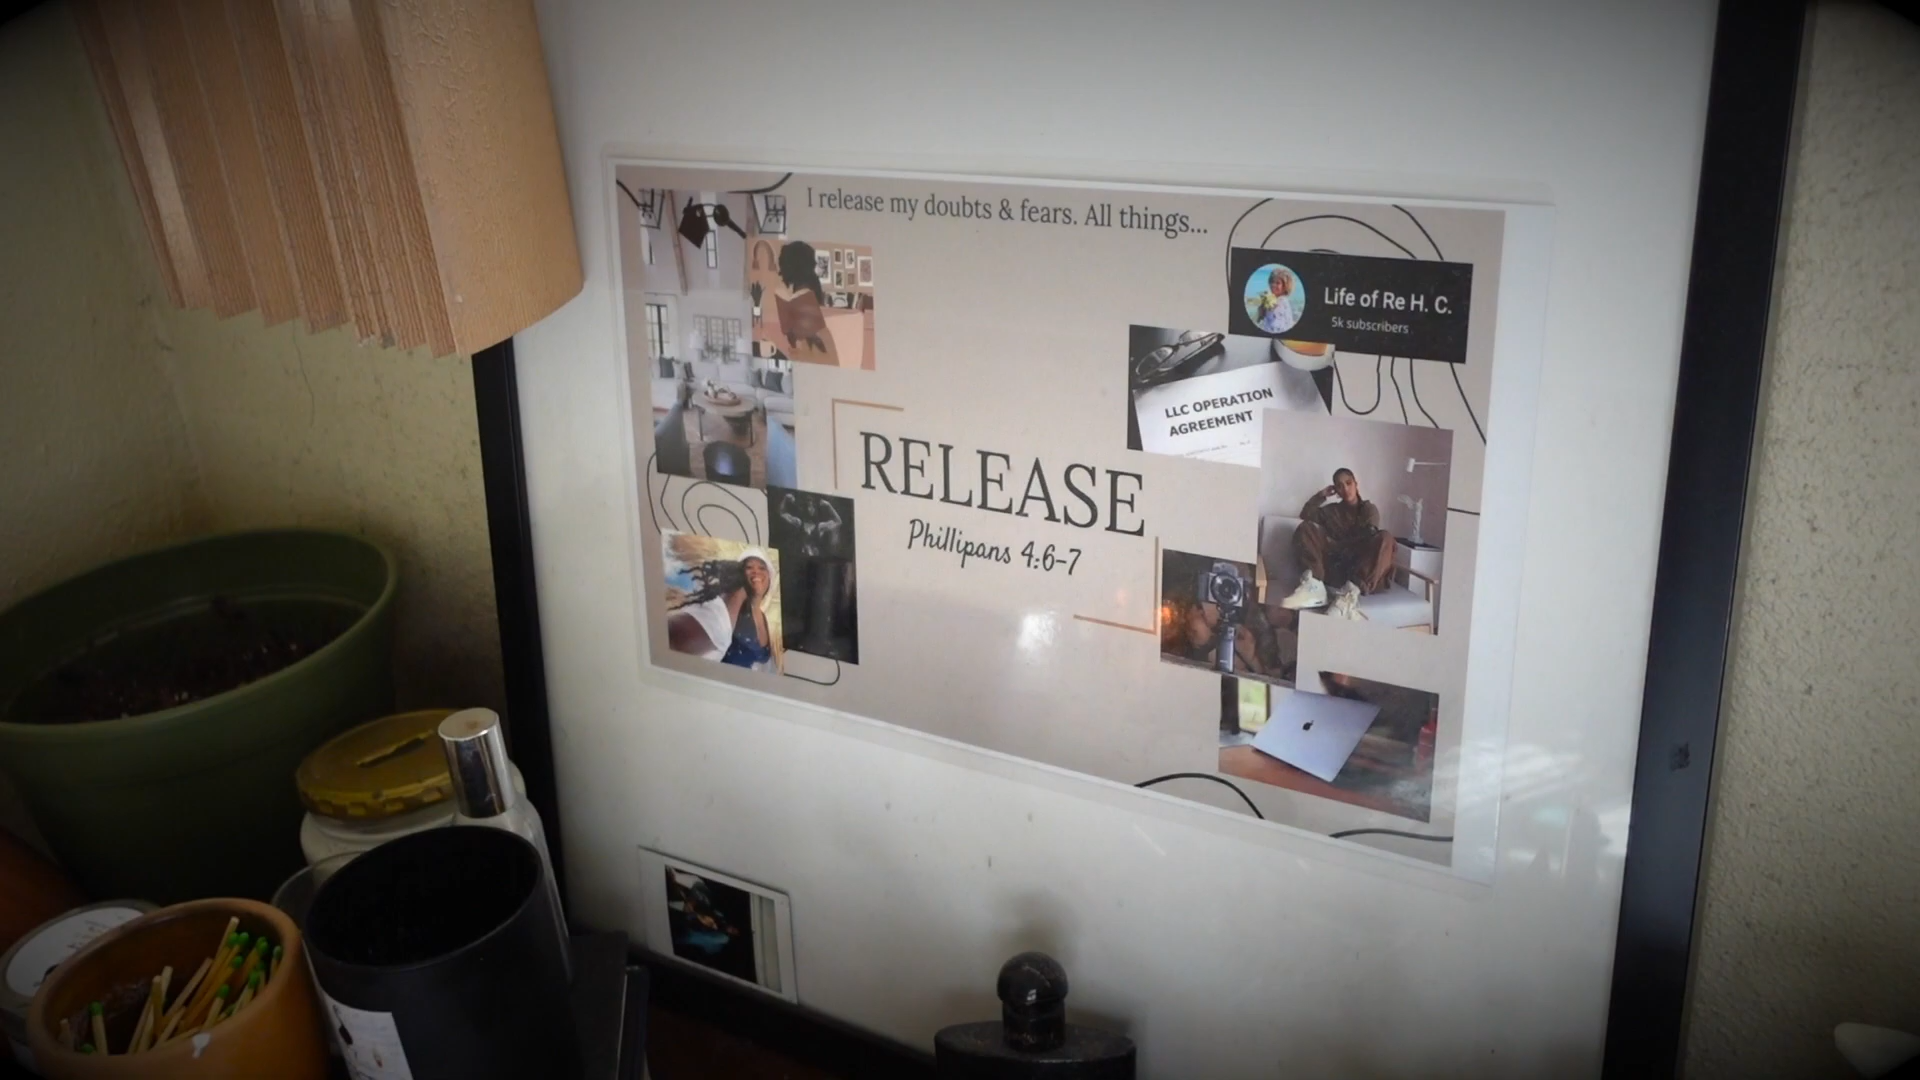 I release my doubts & fears. All things...
Life of Re H. C.
5k subscribers
LLC OPERATION
AGREEMENT
RELEASE
Phillipans 4:6-7